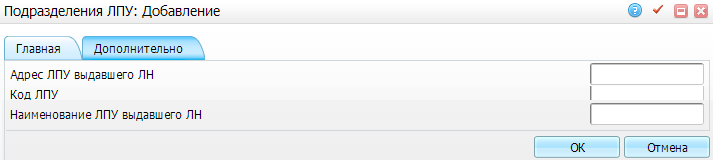 Подразделения ЛПУ: Добавление
Главная Дополнительно
Адрес ЛПУ выдавшего ЛН
Код ЛПУ
Наименование ЛПУ выдавшего ЛН
ОК Отмена